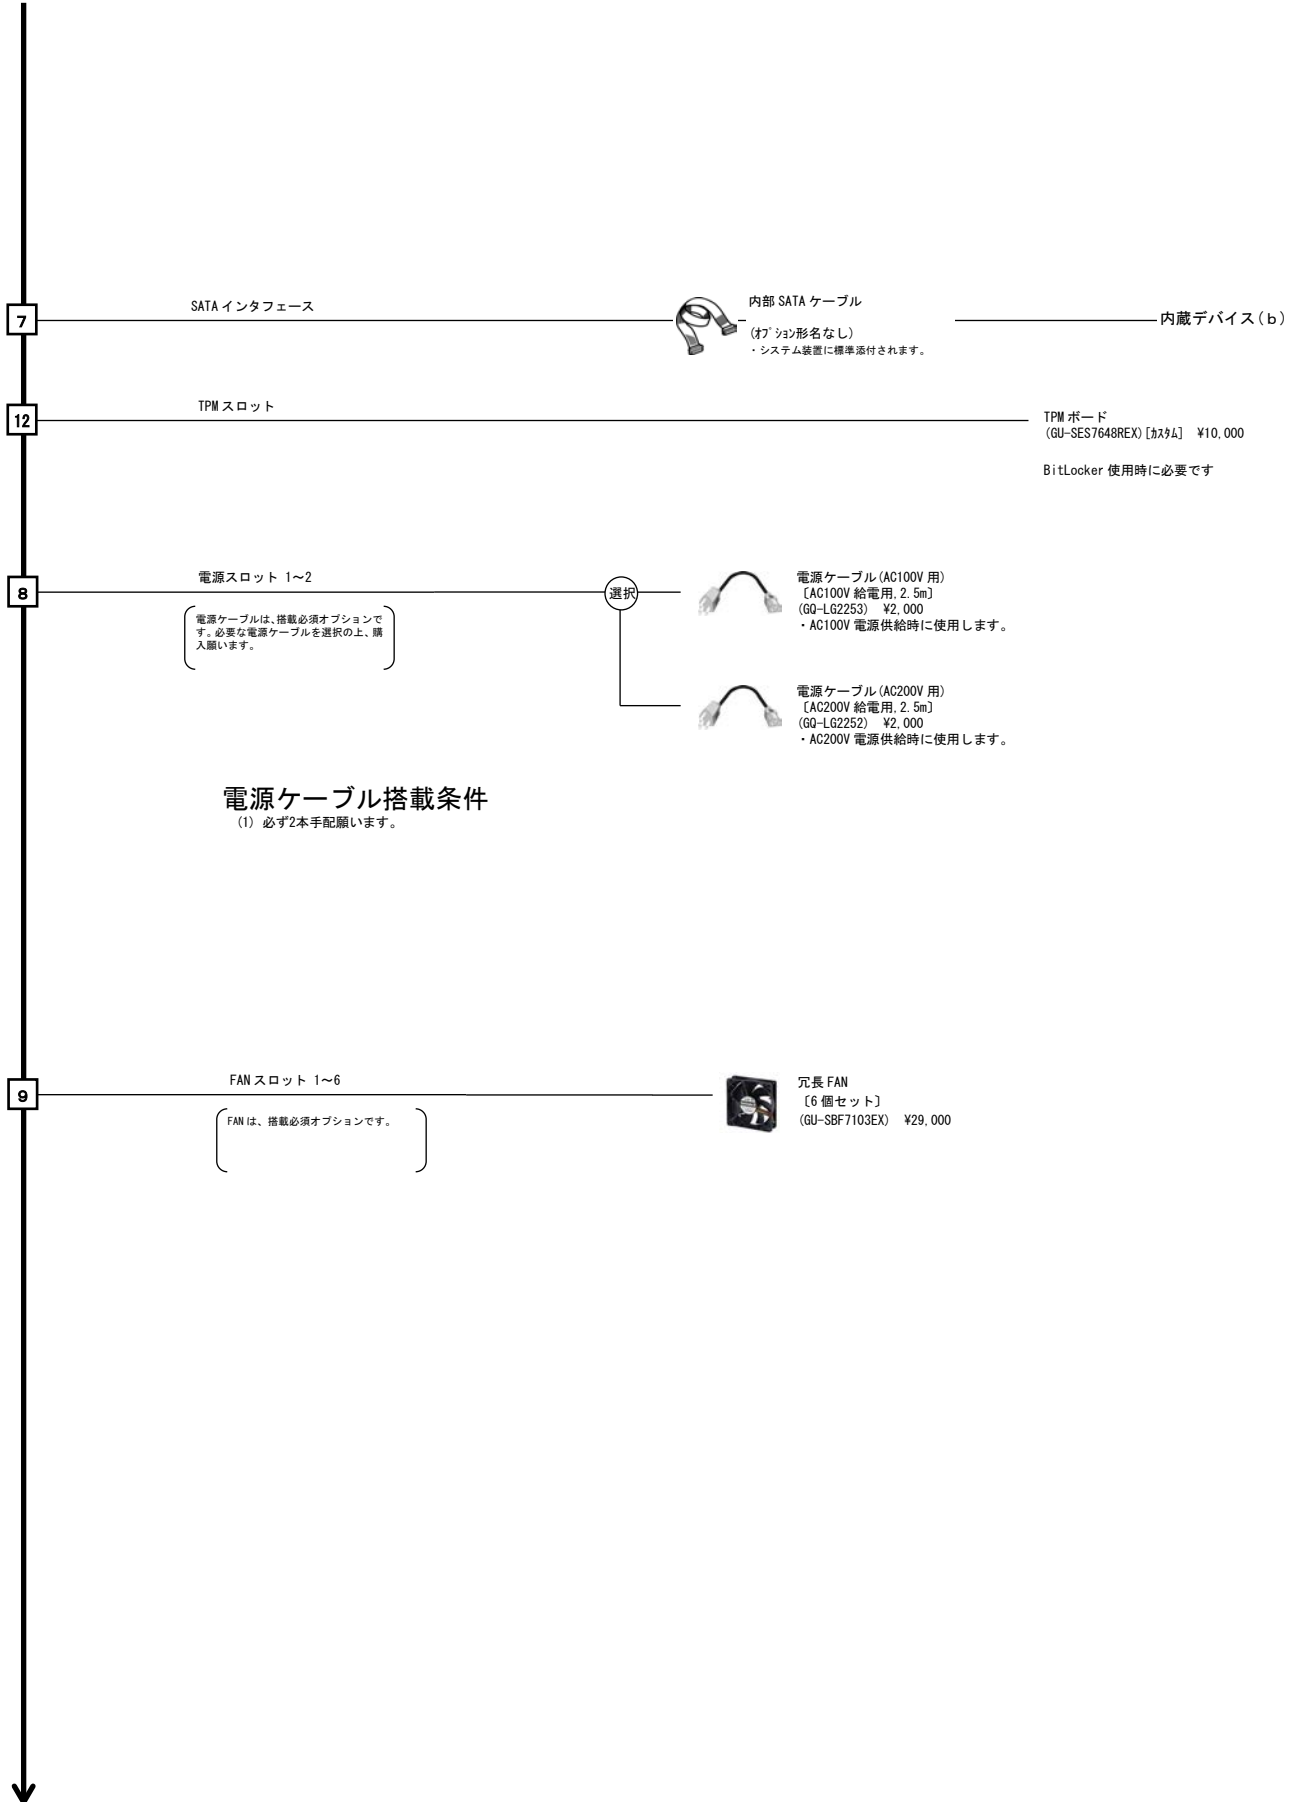 7
SATA インタフェース
内部 SATA ケーブル
(ｵﾌﾟｼｮﾝ形名なし)
・システム装置に標準添付されます。
内蔵デバイス(b)
12
TPM スロット
TPM ボード
(GU-SES7648REX)[ｶｽﾀﾑ] ¥10,000
BitLocker 使用時に必要です
8
電源スロット 1～2
電源ケーブルは、搭載必須オプションで
す。必要な電源ケーブルを選択の上、購
入願います。
選択
電源ケーブル(AC100V 用)
〔AC100V 給電用, 2.5m〕
(GQ-LG2253) ¥2,000
・AC100V 電源供給時に使用します。
電源ケーブル(AC200V 用)
〔AC200V 給電用, 2.5m〕
(GQ-LG2252) ¥2,000
・AC200V 電源供給時に使用します。
電源ケーブル搭載条件
(1) 必ず2本手配願います。
9
FAN スロット 1～6
FAN は、搭載必須オプションです。
冗長 FAN
〔6 個セット〕
(GU-SBF7103EX) ¥29,000